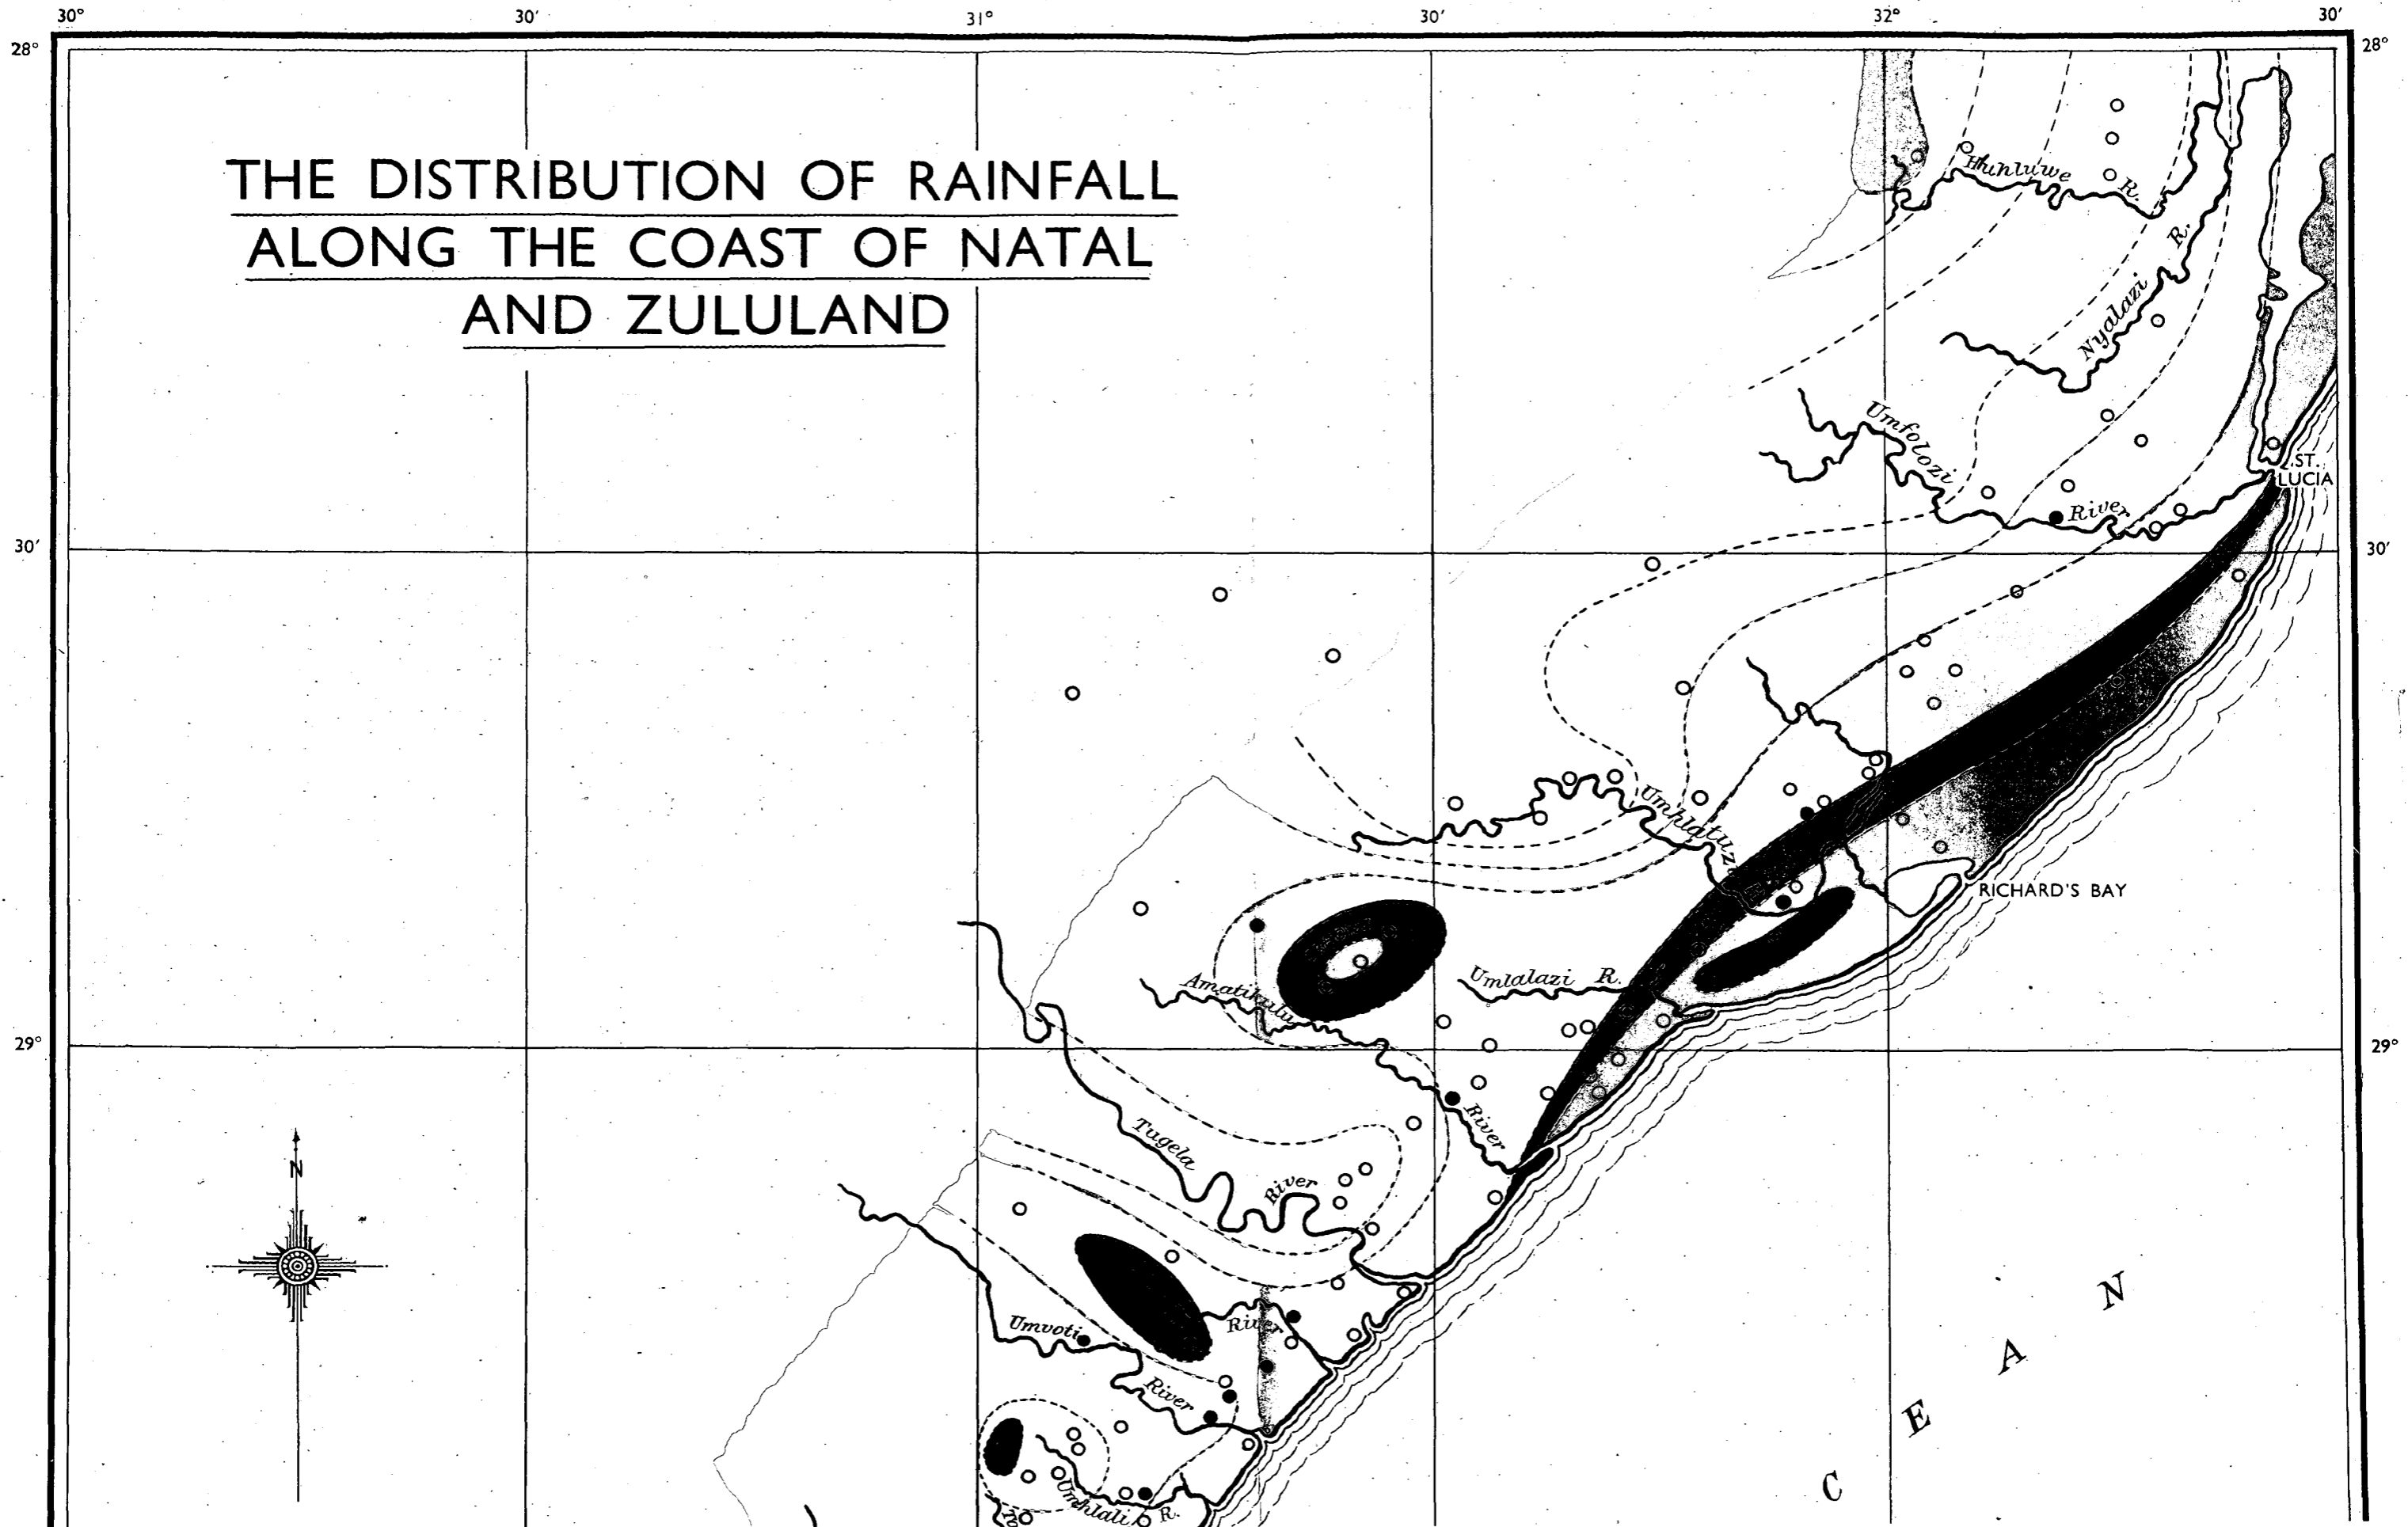 30° 30′ 31° 30′ 32° 30′
28° 28°
THE DISTRIBUTION OF RAINFALL
ALONG THE COAST OF NATAL
AND ZULULAND
Huhluwe R.
Nyalazi R.
Umfolozi River
ST.
LUCIA
30′ 30′
Umhlatuz
RICHARD'S BAY
Umlalazi R.
Amatikulu River
29° 29°
N
Tugela River
River
Umvoti River
Umhlali R.
N
A
E
C